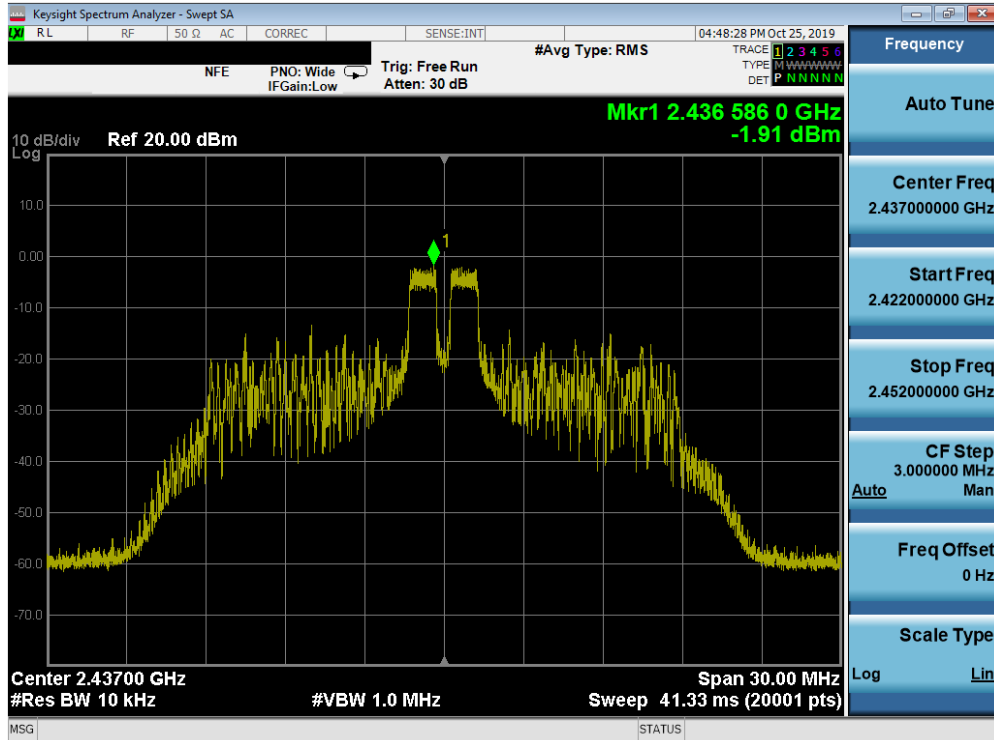 Keysight Spectrum Analyzer - Swept SA
LXI RL RF 50 Ω AC CORREC SENSE:INT 04:48:28 PM Oct 25, 2019
NFE PNO: Wide IFGain:Low Trig: Free Run Atten: 30 dB #Avg Type: RMS
TRACE 1 2 3 4 5 6
TYPE M WWWWW
DET P N N N N N
Mkr1 2.436 586 0 GHz
-1.91 dBm
10 dB/div Ref 20.00 dBm
Log
10.0
1
0.00
-10.0
-20.0
-30.0
-40.0
-50.0
-60.0
-70.0
Center 2.43700 GHz Span 30.00 MHz
#Res BW 10 kHz #VBW 1.0 MHz Sweep 41.33 ms (20001 pts)
MSG STATUS
Frequency
Auto Tune
Center Freq
2.437000000 GHz
Start Freq
2.422000000 GHz
Stop Freq
2.452000000 GHz
CF Step
3.000000 MHz
Auto Man
Freq Offset
0 Hz
Scale Type
Log Lin